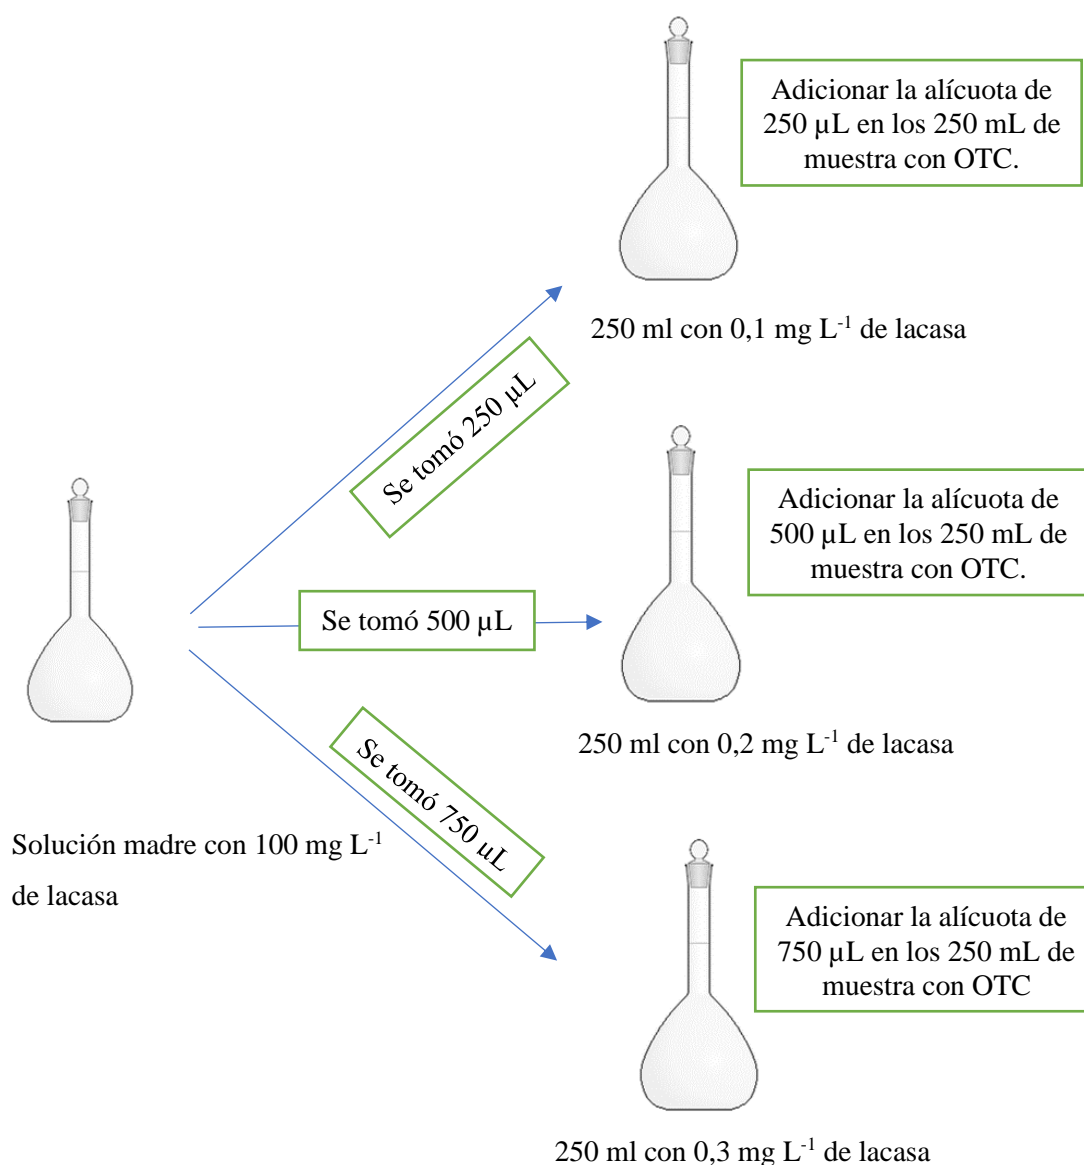 Adicionar la alícuota de
250 µL en los 250 mL de
muestra con OTC.
250 ml con 0,1 mg L-1 de lacasa
Se tomó 250 µL
Adicionar la alícuota de
500 µL en los 250 mL de
muestra con OTC.
Se tomó 500 µL
250 ml con 0,2 mg L-1 de lacasa
Se tomó 750 µL
Solución madre con 100 mg L-1
de lacasa
Adicionar la alícuota de
750 µL en los 250 mL de
muestra con OTC
250 ml con 0,3 mg L-1 de lacasa